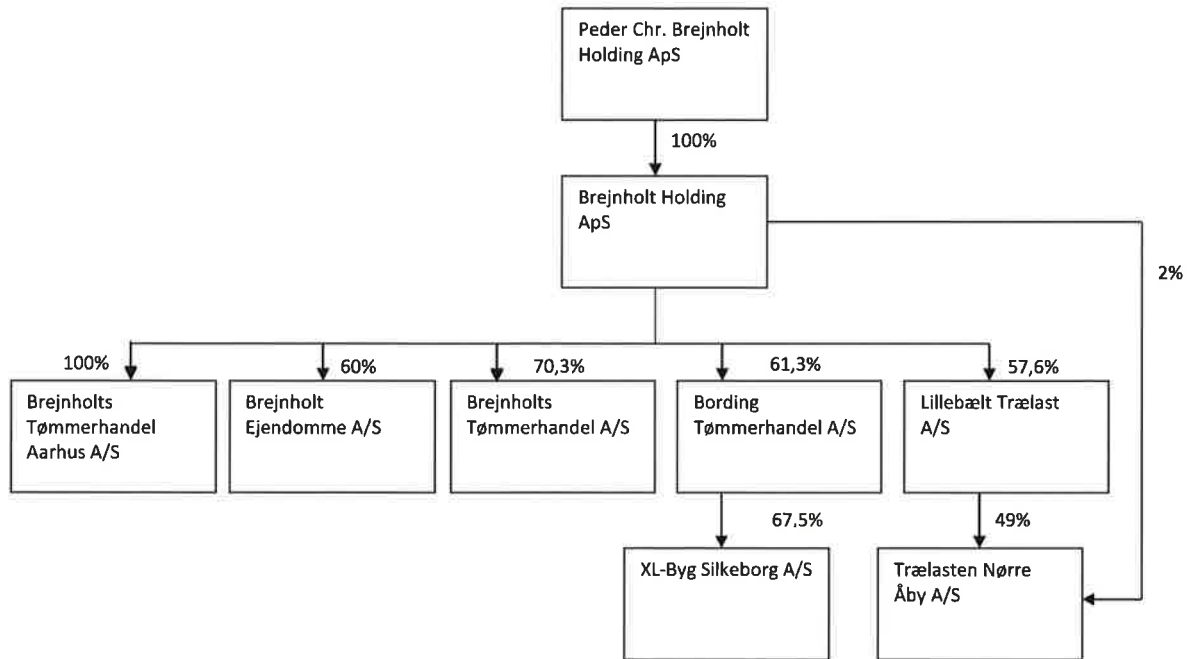 Peder Chr. Brejnholt
Holding ApS
100%
Brejnholt Holding
ApS
2%
100%
60%
70,3%
61,3%
57,6%
Brejnholts
Tømmerhandel
Aarhus A/S
Brejnholt
Ejendomme A/S
Brejnholts
Tømmerhandel A/S
Bording
Tømmerhandel A/S
Lillebælt Trælast
A/S
67,5%
49%
XL-Byg Silkeborg A/S
Trælasten Nørre
Åby A/S